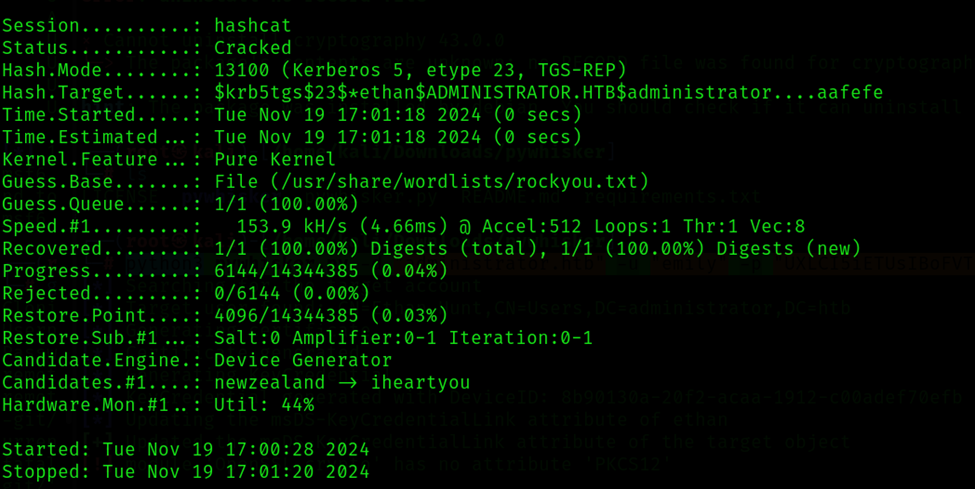 Session..........: hashcat
Status...........: Cracked
Hash.Mode........: 13100 (Kerberos 5, etype 23, TGS-REP)
Hash.Target......: $krb5tgs$23$*ethan$ADMINISTRATOR.HTB$administrator....aafefe
Time.Started.....: Tue Nov 19 17:01:18 2024 (0 secs)
Time.Estimated...: Tue Nov 19 17:01:18 2024 (0 secs)
Kernel.Feature...: Pure Kernel
Guess.Base.......: File (/usr/share/wordlists/rockyou.txt)
Guess.Queue......: 1/1 (100.00%)
Speed.#1.........: 153.9 kH/s (4.66ms) @ Accel:512 Loops:1 Thr:1 Vec:8
Recovered........: 1/1 (100.00%) Digests (total), 1/1 (100.00%) Digests (new)
Progress.........: 6144/14344385 (0.04%)
Rejected.........: 0/6144 (0.00%)
Restore.Point....: 4096/14344385 (0.03%)
Restore.Sub.#1...: Salt:0 Amplifier:0-1 Iteration:0-1
Candidate.Engine.: Device Generator
Candidates.#1....: newzealand -> iheartyou
Hardware.Mon.#1..: Util: 44%
Started: Tue Nov 19 17:00:28 2024
Stopped: Tue Nov 19 17:01:20 2024